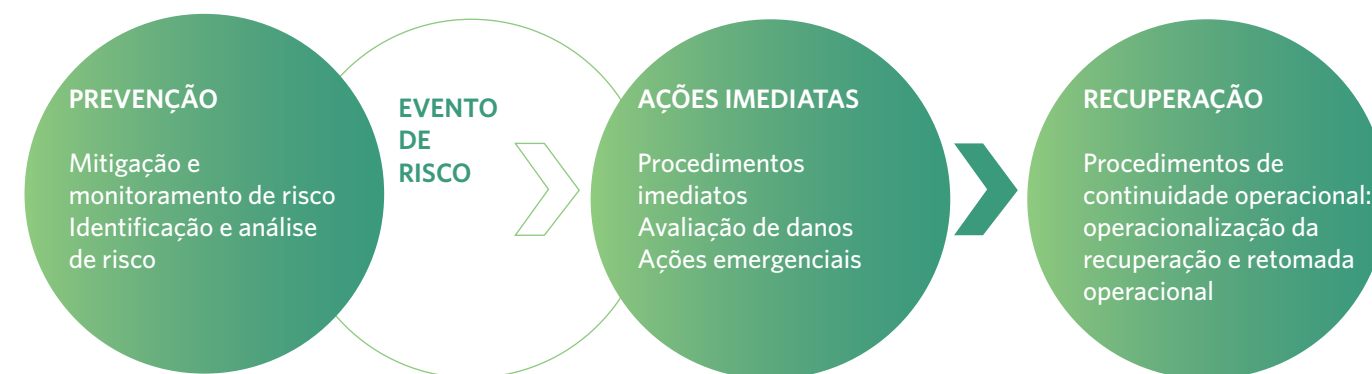 PREVENÇÃO
Mitigação e
monitoramento de risco
Identificação e análise
de risco
EVENTO
DE
RISCO
AÇÕES IMEDIATAS
Procedimentos
imediatos
Avaliação de danos
Ações emergenciais
RECUPERAÇÃO
Procedimentos de
continuidade operacional:
operacionalização da
recuperação e retomada
operacional